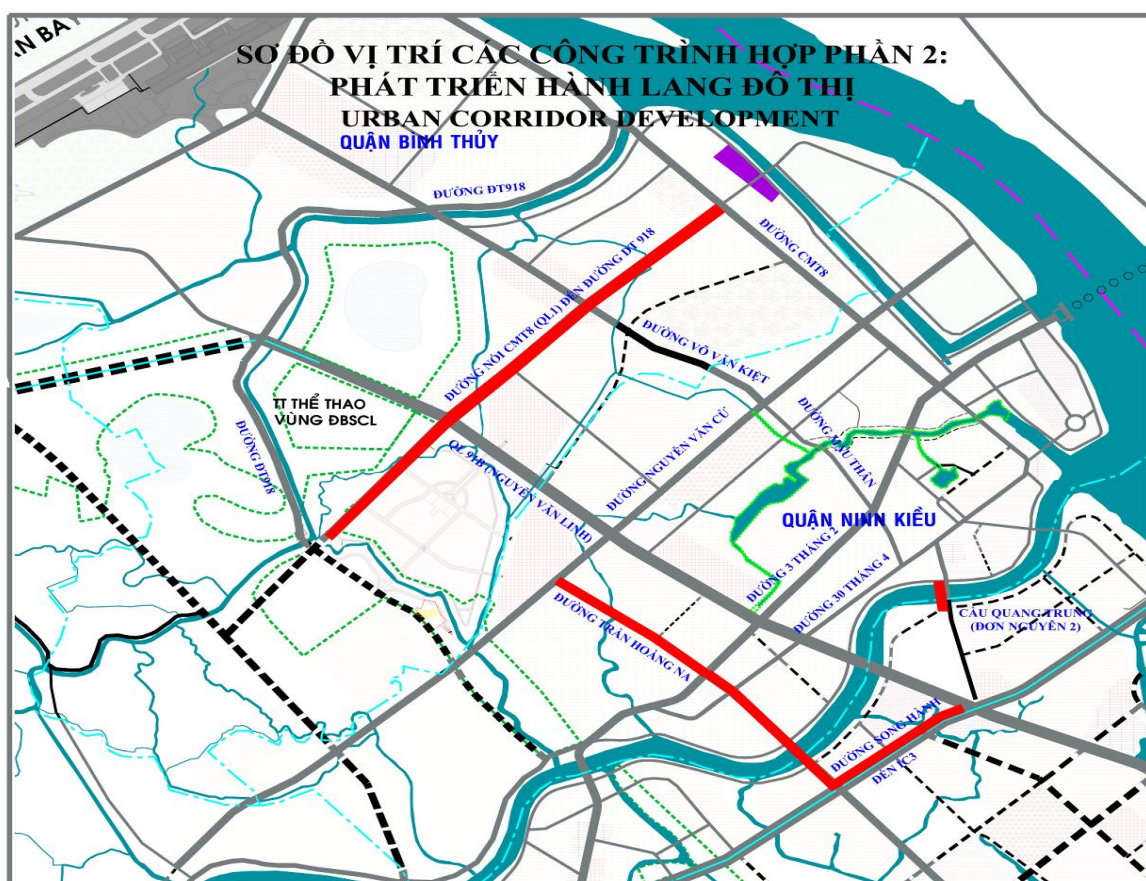 ÂN BA
SƠ ĐỒ VỊ TRÍ CÁC CÔNG TRÌNH HỢP PHẦN 2:
PHÁT TRIỂN HÀNH LANG ĐÔ THỊ
URBAN CORRIDOR DEVELOPMENT
QUẬN BÌNH THỦY
ĐƯỜNG ĐT918
ĐƯỜNG CMT8
ĐƯỜNG NỐI CMT8 (QL1) ĐẾN ĐƯỜNG ĐT 918
ĐƯỜNG VÕ VĂN KIỆT
TT THỂ THAO
VÙNG ĐBSCL
ĐƯỜNG ĐT918
QL 91B (NGUYỄN VĂN LINH)
ĐƯỜNG NGUYỄN VĂN CỪ
ĐƯỜNG MẬU THÂN
QUẬN NINH KIỀU
ĐƯỜNG 3 THÁNG 2
ĐƯỜNG 30 THÁNG 4
ĐƯỜNG TRẦN HOÀNG NA
CẦU QUANG TRUNG
(ĐƠN NGUYÊN 2)
ĐƯỜNG SONG HÀNH
ĐẾN IC3